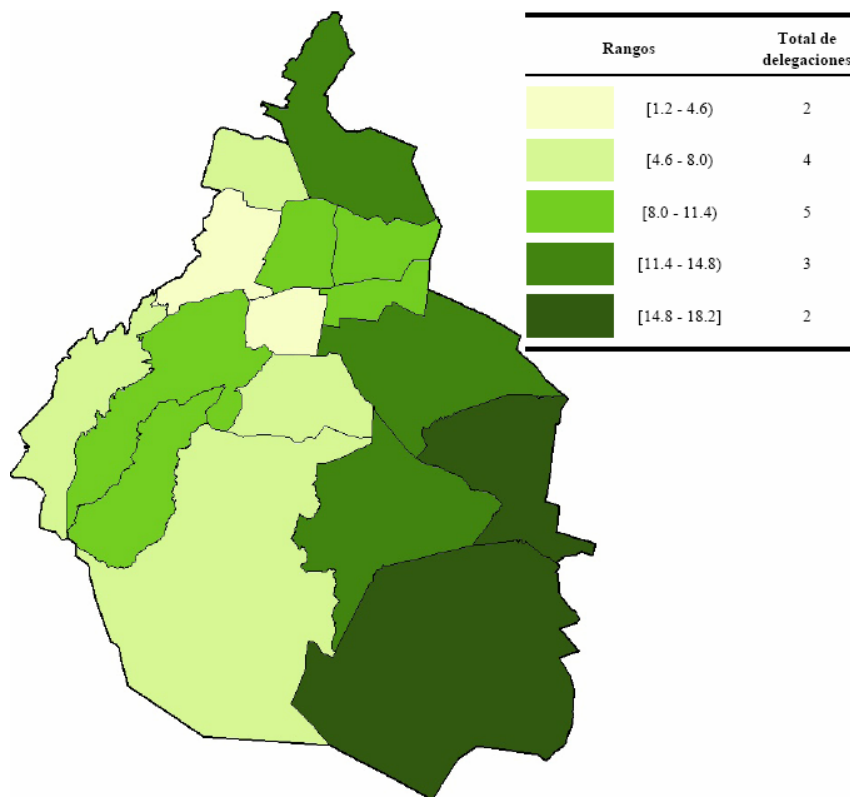 Rangos
Total de
delegaciones
[1.2 - 4.6) 2
[4.6 - 8.0) 4
[8.0 - 11.4) 5
[11.4 - 14.8) 3
[14.8 - 18.2] 2